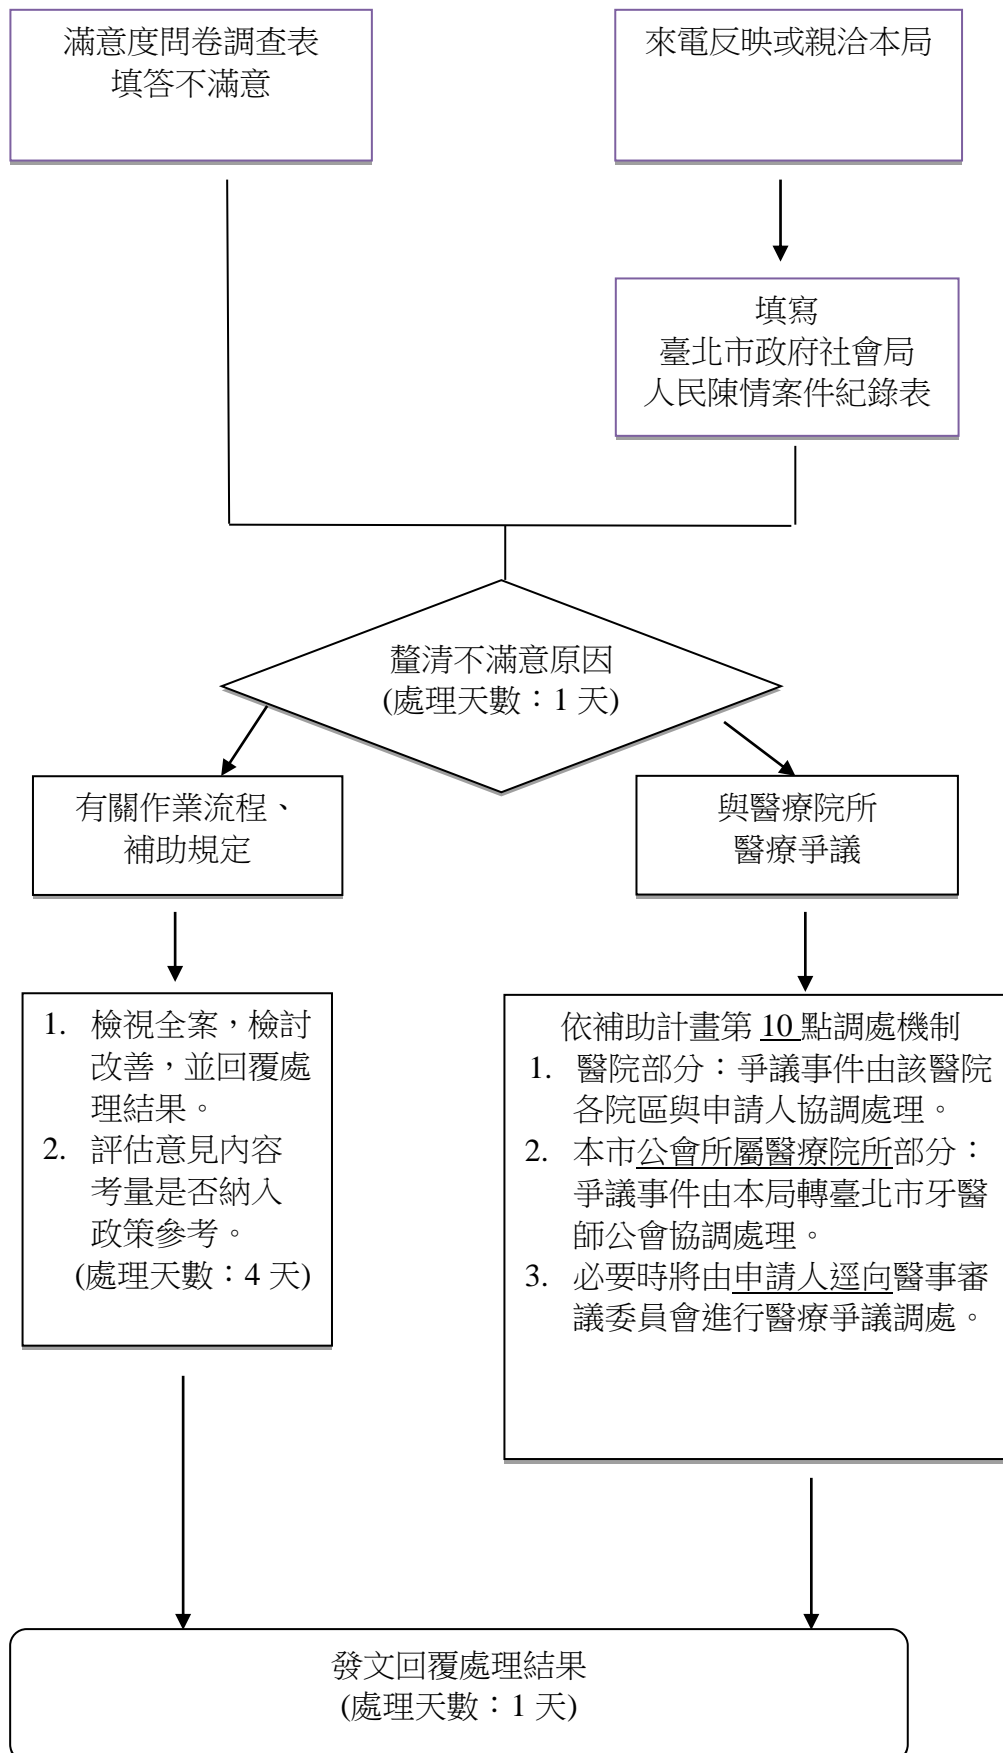 滿意度問卷調查表
填答不滿意
來電反映或親洽本局
填寫
臺北市政府社會局
人民陳情案件紀錄表
釐清不滿意原因
(處理天數：1 天)
有關作業流程、
補助規定
與醫療院所
醫療爭議
1. 檢視全案，檢討
改善，並回覆處
理結果。
2. 評估意見內容
考量是否納入
政策參考。
(處理天數：4 天)
依補助計畫第 10 點調處機制
1. 醫院部分：爭議事件由該醫院
各院區與申請人協調處理。
2. 本市公會所屬醫療院所部分：
爭議事件由本局轉臺北市牙醫
師公會協調處理。
3. 必要時將由申請人逕向醫事審
議委員會進行醫療爭議調處。
發文回覆處理結果
(處理天數：1 天)